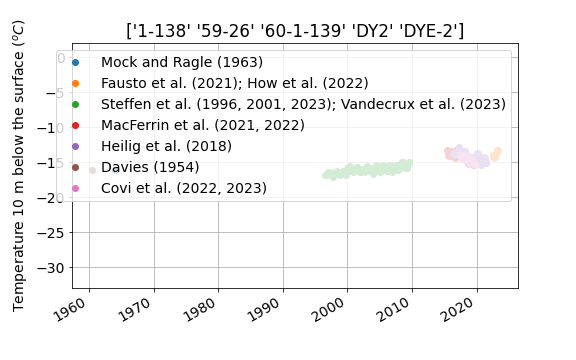 ['1-138' '59-26' '60-1-139' 'DY2' 'DYE-2']
Temperature 10 m below the surface (°C)
0
−5
−10
−15
−20
−25
−30
Mock and Ragle (1963)
Fausto et al. (2021); How et al. (2022)
Steffen et al. (1996, 2001, 2023); Vandecrux et al. (2023)
MacFerrin et al. (2021, 2022)
Heilig et al. (2018)
Davies (1954)
Covi et al. (2022, 2023)
1960
1970
1980
1990
2000
2010
2020